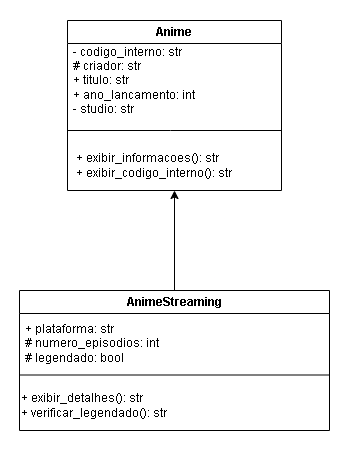 Anime
- codigo_interno: str
# criador: str
+ titulo: str
+ ano_lancamento: int
- studio: str
+ exibir_informacoes(): str
+ exibir_codigo_interno(): str
AnimeStreaming
+ plataforma: str
# numero_episodios: int
# legendado: bool
+ exibir_detalhes(): str
+ verificar_legendado(): str